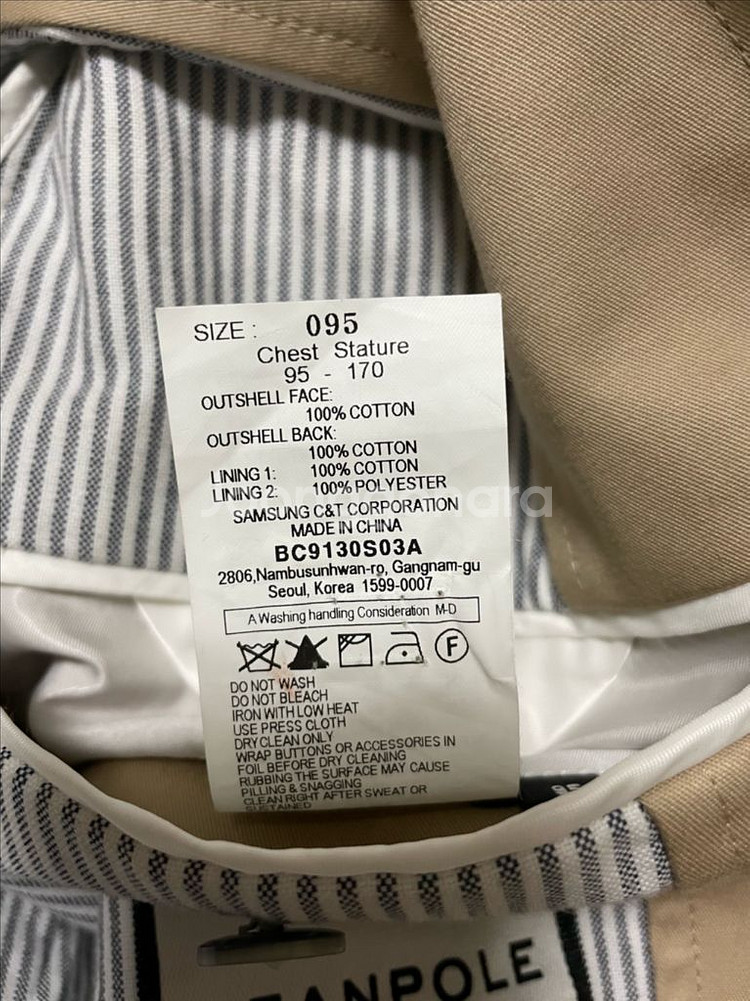 SIZE : 095
Chest Stature
95 - 170
OUTSHELL FACE:
100% COTTON
OUTSHELL BACK:
100% COTTON
LINING 1: 100% COTTON
LINING 2: 100% POLYESTER
SAMSUNG C&T CORPORATION
MADE IN CHINA
BC9130S03A
2806,Nambusunhwan-ro, Gangnam-gu
Seoul, Korea 1599-0007
A Washing handling Consideration M-D
F
DO NOT WASH
DO NOT BLEACH
IRON WITH LOW HEAT
USE PRESS CLOTH
DRY CLEAN ONLY
WRAP BUTTONS OR ACCESSORIES IN
FOIL BEFORE DRY CLEANING
RUBBING THE SURFACE MAY CAUSE
PILLING & SNAGGING
CLEAN RIGHT AFTER SWEAT OR
SUSTAINED